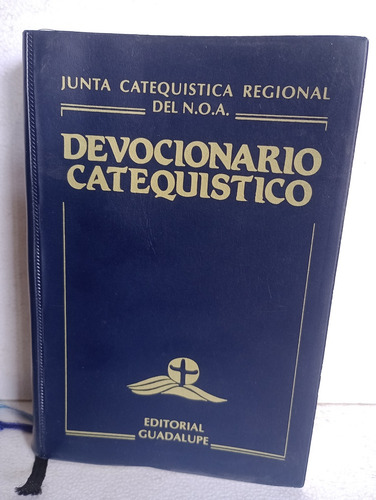 JUNTA CATEQUISTICA REGIONAL
DEL N.O.A.
DEVOCIONARIO
CATEQUISTICO
EDITORIAL
GUADALUPE